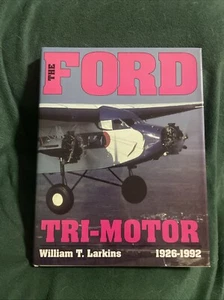 THE
FORD
TRI-MOTOR
William T. Larkins 1926-1992